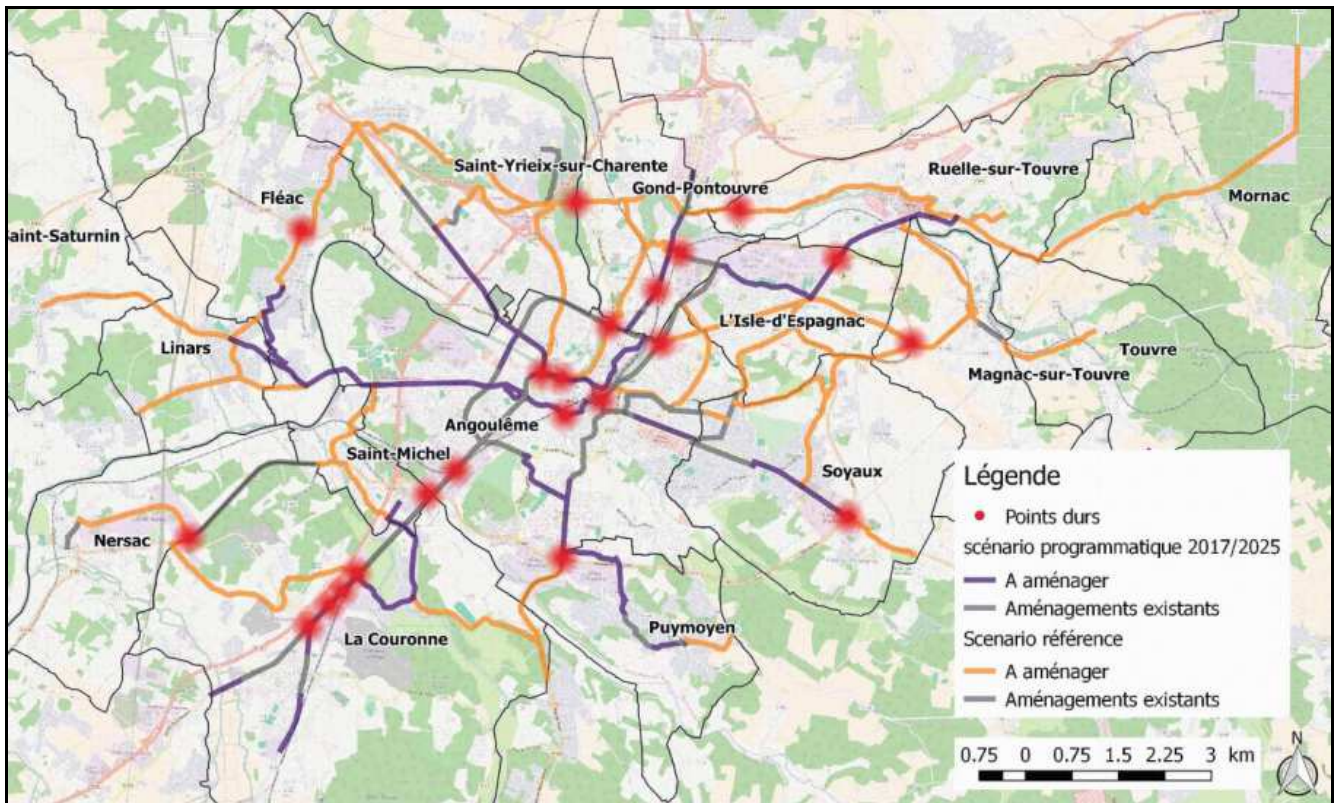 Saint-Yrieix-sur-Charente
Ruelle-sur-Touvre
Gond-Pontouvre
Fléac
Mornac
Saint-Saturnin
L'Isle-d'Espagnac
Linars
Touvre
Magnac-sur-Touvre
Angoulême
Saint-Michel
Soyaux
Nersac
Puymoyen
La Couronne
Légende
Points durs
scénario programmatique 2017/2025
A aménager
Aménagements existants
Scenario référence
A aménager
Aménagements existants
0.75 0 0.75 1.5 2.25 3 km
N